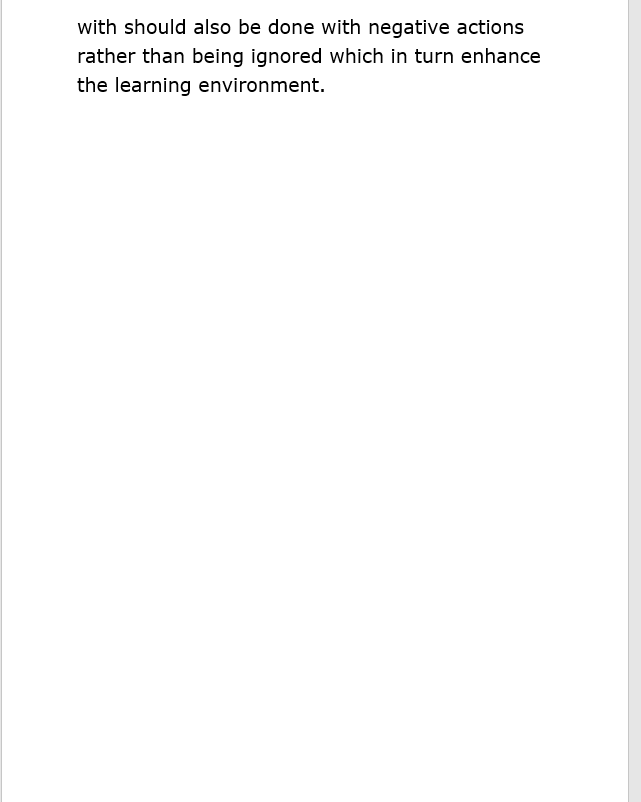 with should also be done with negative actions
rather than being ignored which in turn enhance
the learning environment.